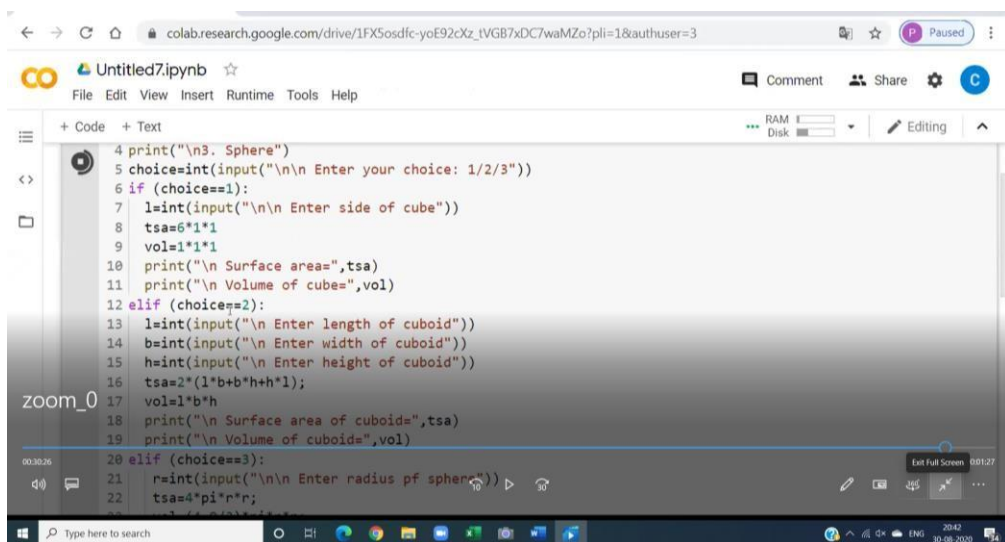 colab.research.google.com/drive/1FX5osdfc-yoE92cXz_tVGB7xDC7waMZo?pli=1&authuser=3
P Paused
CO Untitled7.ipynb
Comment Share C
File Edit View Insert Runtime Tools Help
+ Code + Text
RAM
Disk
Editing
4 print("\n3. Sphere")
5 choice=int(input("\n\n Enter your choice: 1/2/3"))
6 if (choice==1):
7 l=int(input("\n\n Enter side of cube"))
8 tsa=6*1*1
9 vol=1*1*1
10 print("\n Surface area=",tsa)
11 print("\n Volume of cube=",vol)
12 elif (choice==2):
13 l=int(input("\n Enter length of cuboid"))
14 b=int(input("\n Enter width of cuboid"))
15 h=int(input("\n Enter height of cuboid"))
16 tsa=2*(l*b+b*h+h*l);
zoom_0
17 vol=l*b*h
18 print("\n Surface area of cuboid=",tsa)
19 print("\n Volume of cuboid=",vol)
00:30:26
20 elif (choice==3):
Exit Full Screen
0:01:27
21 r=int(input("\n\n Enter radius pf sphere"))
10
30
22 tsa=4*pi*r*r;
Type here to search
ENG
20:42
30-08-2020